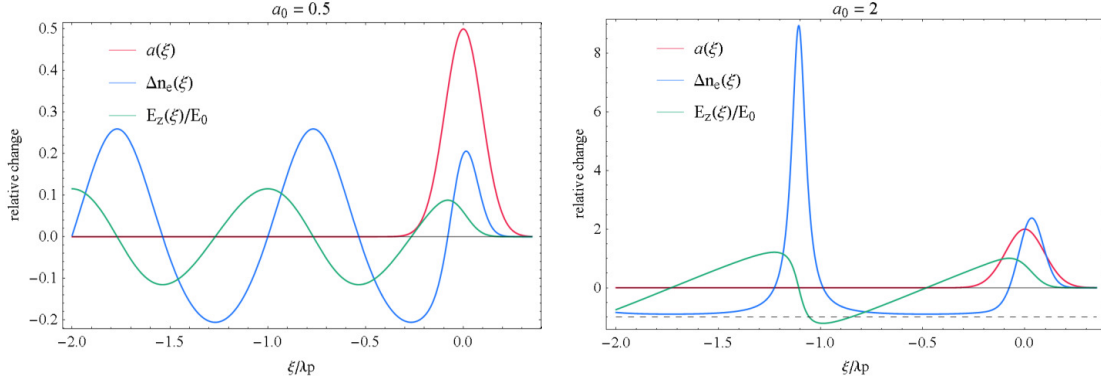 a₀ = 0.5
relative change
0.5
0.4
0.3
0.2
0.1
0.0
−0.1
−0.2
a(ξ)
Δnₑ(ξ)
E_z(ξ)/E₀
−2.0 −1.5 −1.0 −0.5 0.0
ξ/λp
a₀ = 2
relative change
8
6
4
2
0
a(ξ)
Δnₑ(ξ)
E_z(ξ)/E₀
−2.0 −1.5 −1.0 −0.5 0.0
ξ/λp